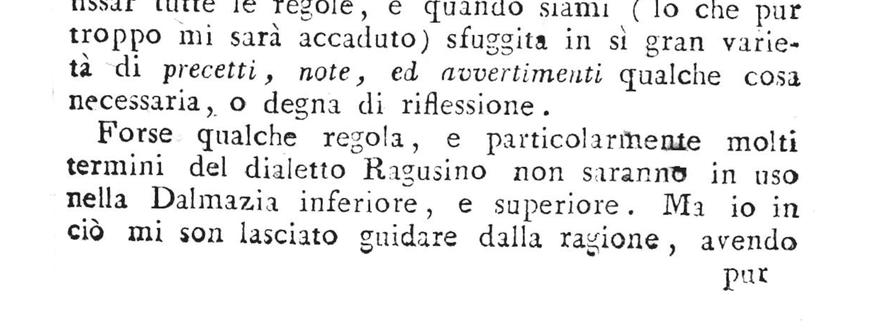 fissar tutte le regole, e quando siami ( lo che pur
troppo mi sarà accaduto) sfuggita in sì gran varie-
tà di precetti, note, ed avvertimenti qualche cosa
necessaria, o degna di riflessione.
Forse qualche regola, e particolarmente molti
termini del dialetto Ragusino non saranno in uso
nella Dalmazia inferiore, e superiore. Ma io in
ciò mi son lasciato guidare dalla ragione, avendo
pur